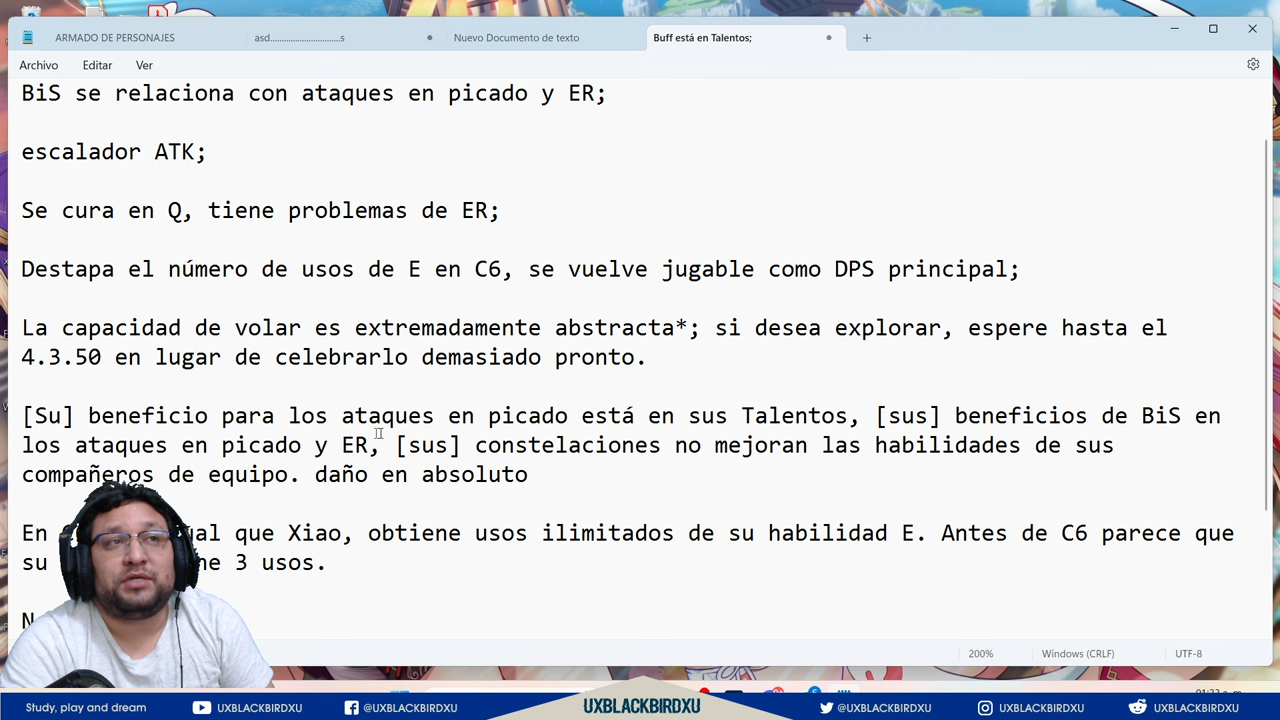 ARMADO DE PERSONAJES
asd..............................s
Nuevo Documento de texto
Buff está en Talentos;
Archivo Editar Ver
BiS se relaciona con ataques en picado y ER;
escalador ATK;
Se cura en Q, tiene problemas de ER;
Destapa el número de usos de E en C6, se vuelve jugable como DPS principal;
La capacidad de volar es extremadamente abstracta*; si desea explorar, espere hasta el
4.3.50 en lugar de celebrarlo demasiado pronto.
[Su] beneficio para los ataques en picado está en sus Talentos, [sus] beneficios de BiS en
los ataques en picado y ER, [sus] constelaciones no mejoran las habilidades de sus
compañeros de equipo. daño en absoluto
En que Xiao, obtiene usos ilimitados de su habilidad E. Antes de C6 parece que
su 3 usos.
200% Windows (CRLF) UTF-8
Study, play and dream UXBLACKBIRDXU @UXBLACKBIRDXU UXBLACKBIRDXU @UXBLACKBIRDXU UXBLACKBIRDXU UXBLACKBIRDXU